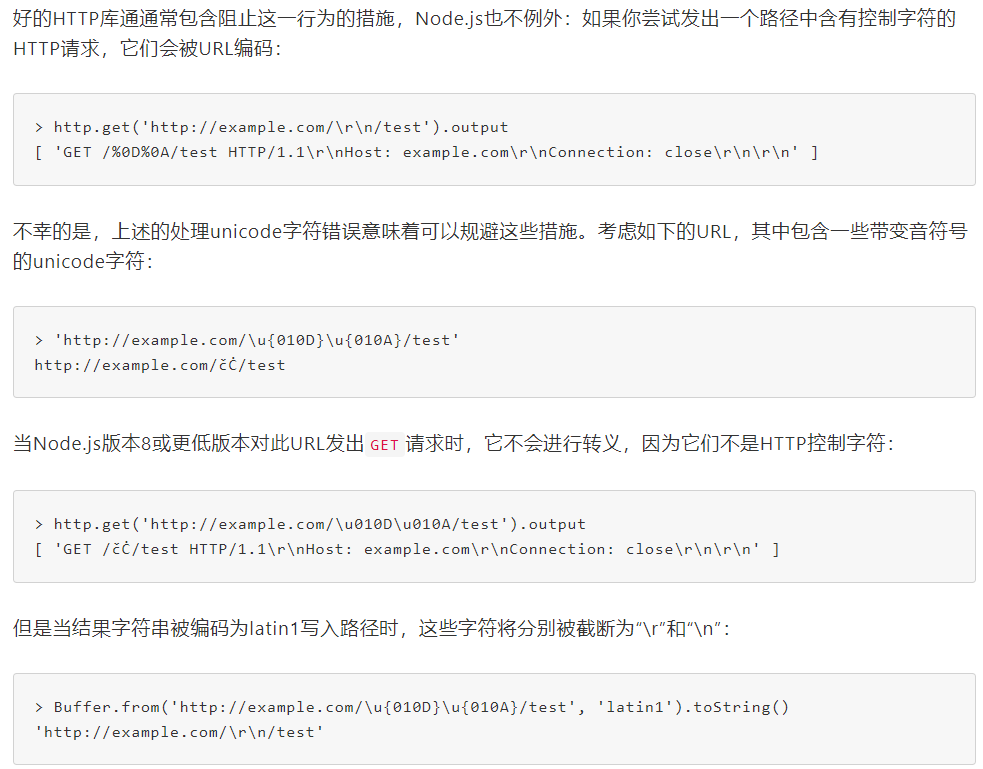 好的HTTP库通通常包含阻止这一行为的措施，Node.js也不例外：如果你尝试发出一个路径中含有控制字符的
HTTP请求，它们会被URL编码：
> http.get('http://example.com/\r\n/test').output
[ 'GET /%0D%0A/test HTTP/1.1\r\nHost: example.com\r\nConnection: close\r\n\r\n' ]
不幸的是，上述的处理unicode字符错误意味着可以规避这些措施。考虑如下的URL，其中包含一些带变音符号
的unicode字符：
> 'http://example.com/\u{010D}\u{010A}/test'
http://example.com/čĊ/test
当Node.js版本8或更低版本对此URL发出 GET 请求时，它不会进行转义，因为它们不是HTTP控制字符：
> http.get('http://example.com/\u010D\u010A/test').output
[ 'GET /čĊ/test HTTP/1.1\r\nHost: example.com\r\nConnection: close\r\n\r\n' ]
但是当结果字符串被编码为latin1写入路径时，这些字符将分别被截断为“\r”和“\n”：
> Buffer.from('http://example.com/\u{010D}\u{010A}/test', 'latin1').toString()
'http://example.com/\r\n/test'